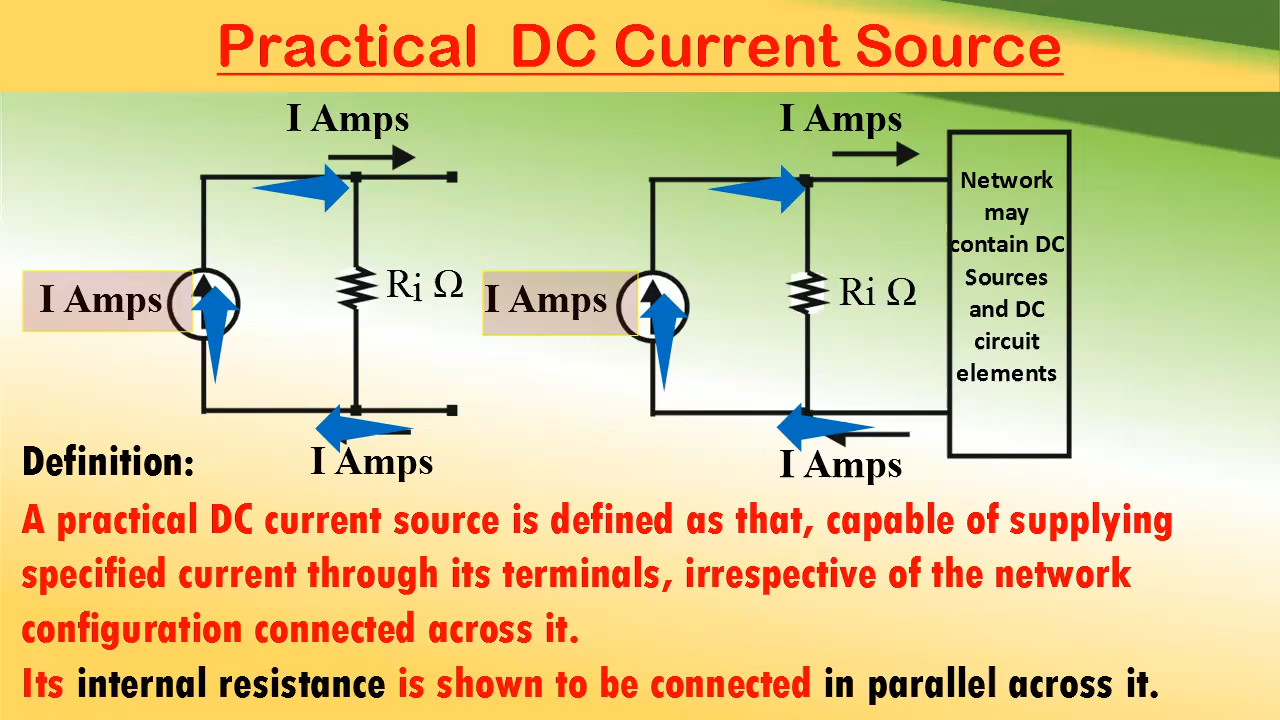 Practical DC Current Source
I Amps
I Amps
Ri Ω
I Amps
I Amps
I Amps
Ri Ω
Network
may
contain DC
Sources
and DC
circuit
elements
I Amps
Definition:
A practical DC current source is defined as that, capable of supplying
specified current through its terminals, irrespective of the network
configuration connected across it.
Its internal resistance is shown to be connected in parallel across it.